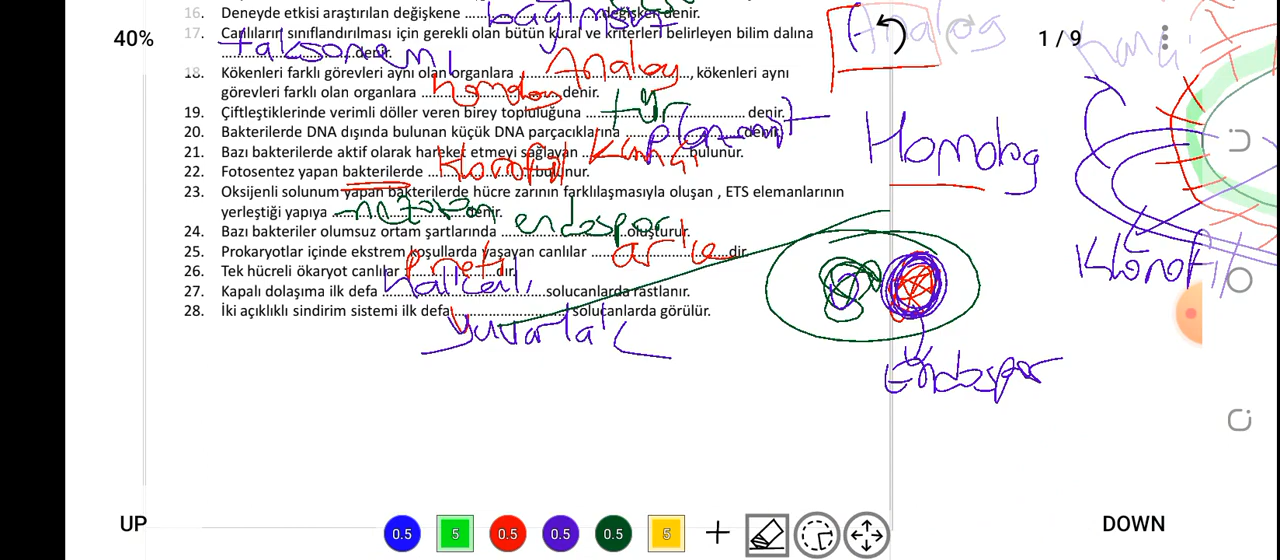 16. Deneyde etkisi araştırılan değişkene bağımsız değişken denir.
40%
1 / 9
17. Canlıların sınıflandırılması için gerekli olan bütün kural ve kriterleri belirleyen bilim dalına
taksonomi denir.
Analog
18. Kökenleri farklı görevleri aynı olan organlara Analog, kökenleri aynı
görevleri farklı olan organlara homolog denir.
19. Çiftleştiklerinde verimli döller veren birey topluluğuna tür denir.
20. Bakterilerde DNA dışında bulunan küçük DNA parçacıklarına plazmit denir.
Homolog
21. Bazı bakterilerde aktif olarak hareket etmeyi sağlayan kamçı bulunur.
22. Fotosentez yapan bakterilerde klorofil bulunur.
23. Oksijenli solunum yapan bakterilerde hücre zarının farklılaşmasıyla oluşan , ETS elemanlarının
yerleştiği yapıya mezozom denir.
24. Bazı bakteriler olumsuz ortam şartlarında endospor oluşturur.
25. Prokaryotlar içinde ekstrem koşullarda yaşayan canlılar arke dir.
Klorofil
26. Tek hücreli ökaryot canlılar dır.
27. Kapalı dolaşıma ilk defa halkalı solucanlarda rastlanır.
28. İki açıklıklı sindirim sistemi ilk defa yuvarlak solucanlarda görülür.
Endospor
UP
DOWN
0.5 5 0.5 0.5 0.5 5